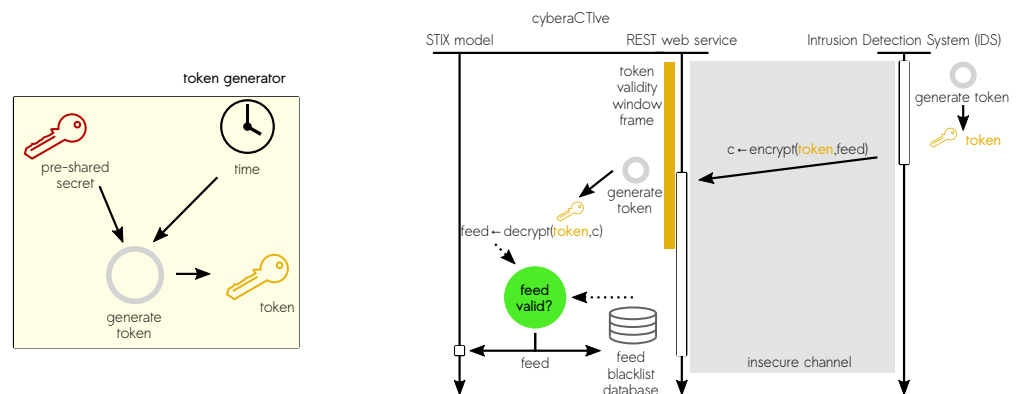 token generator
pre-shared
secret
time
generate
token
token
cyberaCTIve
STIX model
REST web service
Intrusion Detection System (IDS)
token
validity
window
frame
generate token
token
c←encrypt(token,feed)
generate
token
feed←decrypt(token,c)
feed
valid?
feed
feed
blacklist
database
insecure channel